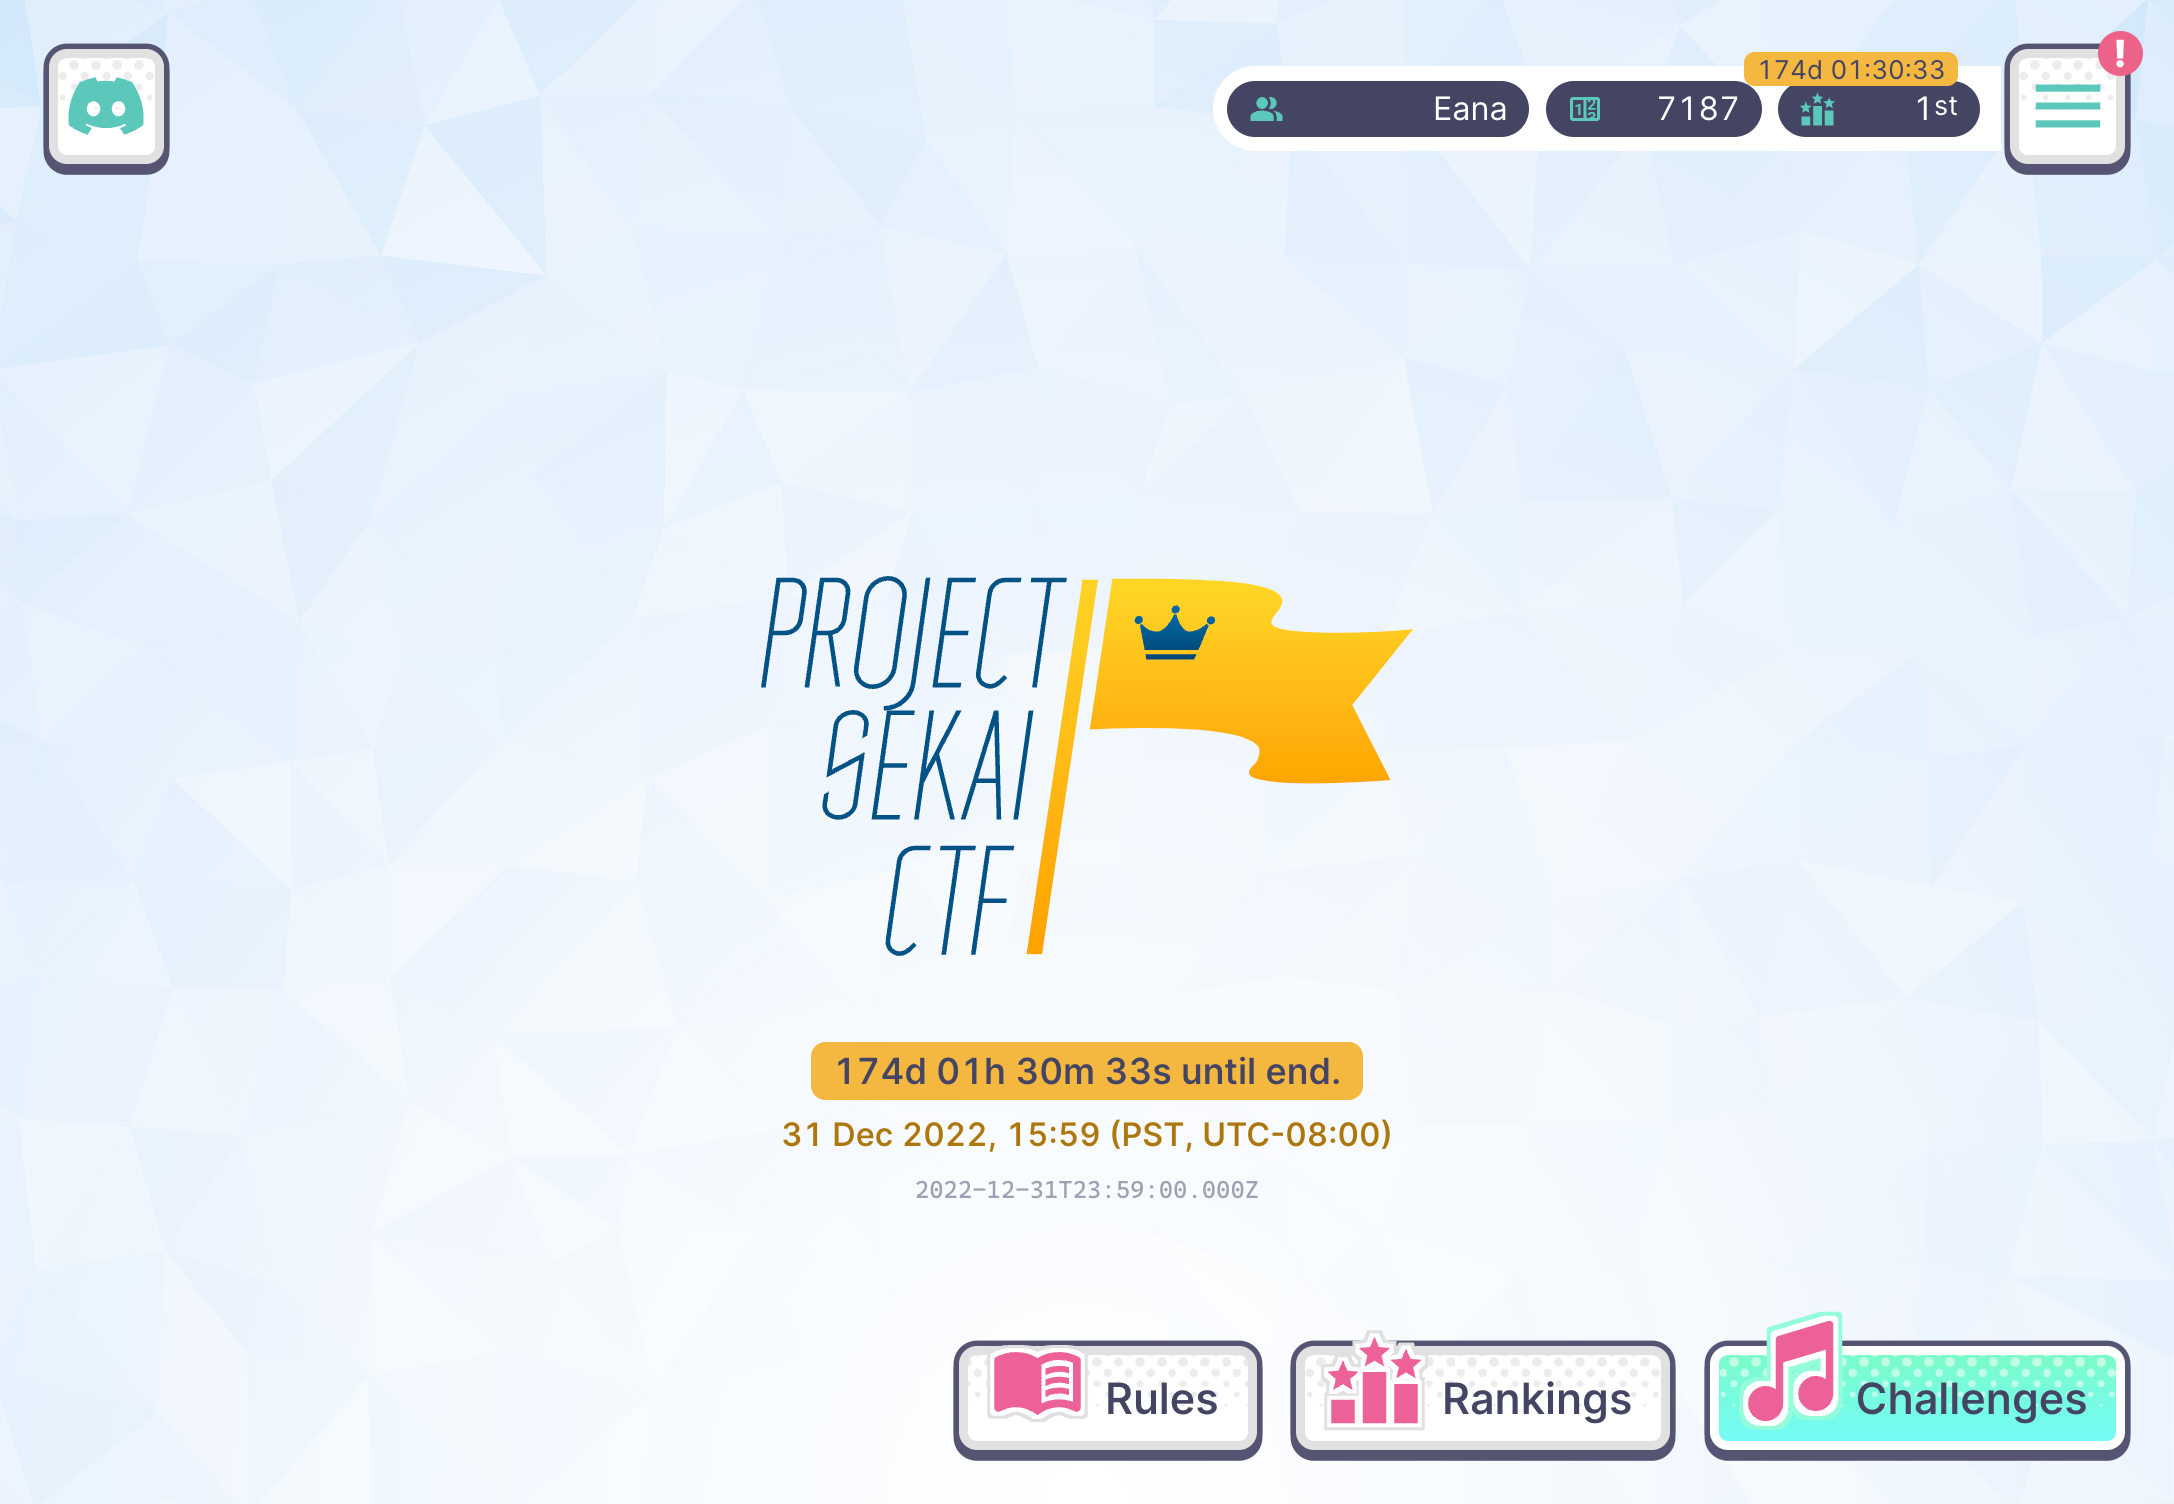 174d 01:30:33
Eana
7187
1st
!
PROJECT
SEKAI
CTF
174d 01h 30m 33s until end.
31 Dec 2022, 15:59 (PST, UTC-08:00)
2022-12-31T23:59:00.000Z
Rules
Rankings
Challenges